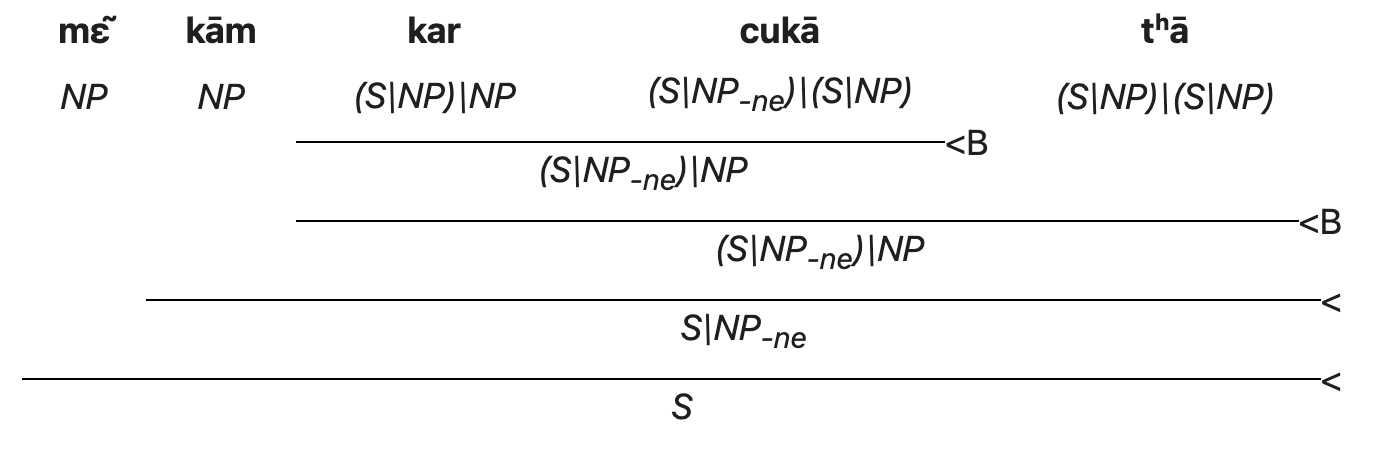 mɛ̃ kām kar cukā tʰā
NP NP (S\NP)\NP (S\NP-ne)\(S\NP) (S\NP)\(S\NP)
<B
(S\NP-ne)\NP
<B
(S\NP-ne)\NP
<
S\NP-ne
<
S